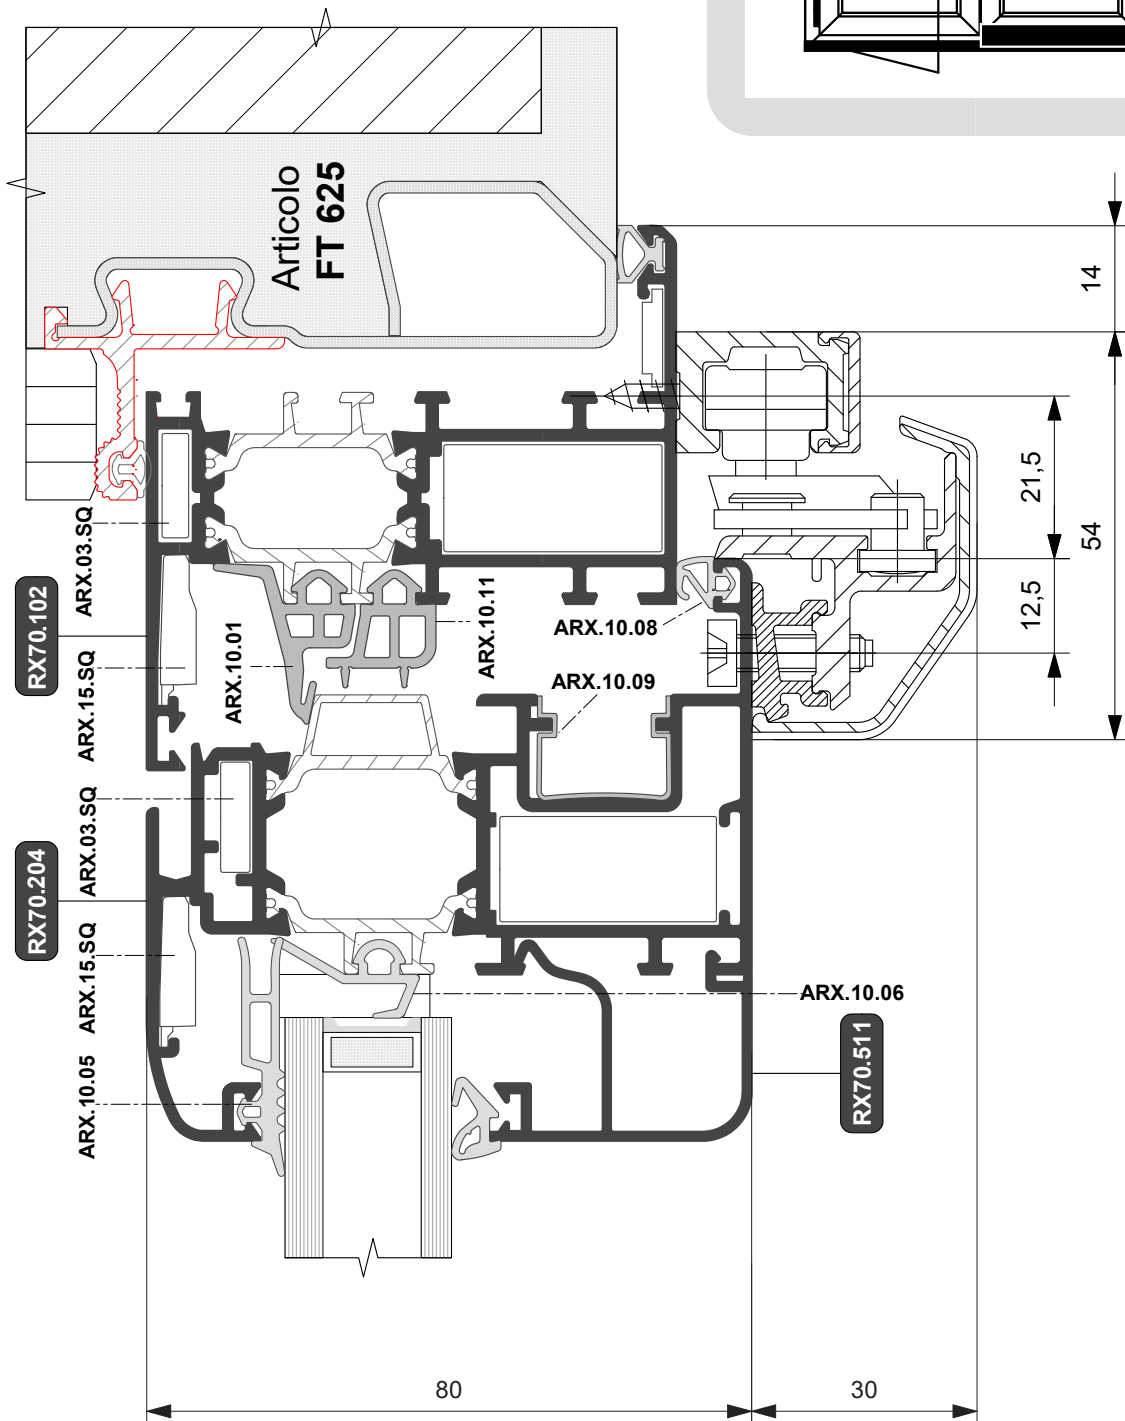 Articolo
FT 625
14
21,5
54
12,5
ARX.03.SQ
RX70.102
ARX.15.SQ
ARX.10.01
ARX.10.11
ARX.10.08
ARX.10.09
ARX.03.SQ
RX70.204
ARX.15.SQ
ARX.10.06
ARX.10.05
RX70.511
80
30